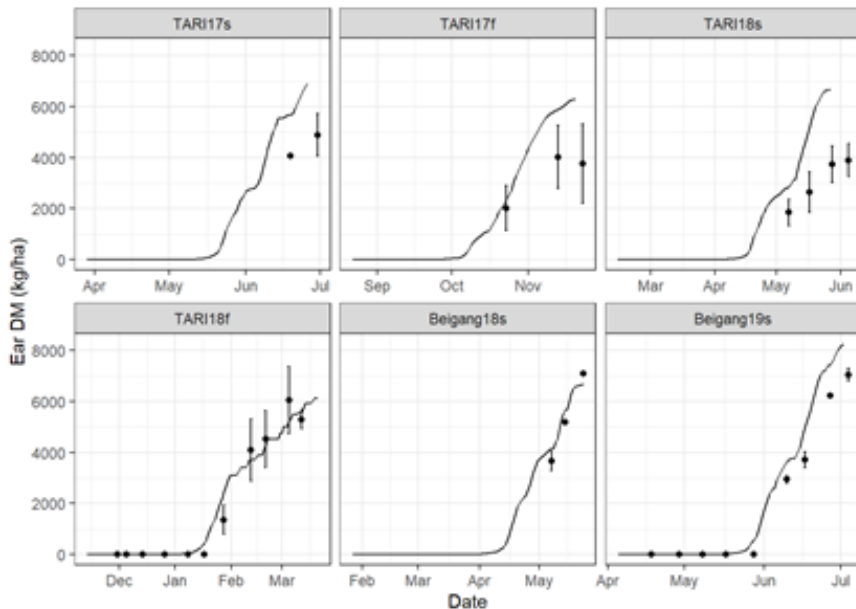 TARI17s TARI17f TARI18s
8000
6000
4000
2000
0
Apr May Jun Jul Sep Oct Nov Mar Apr May Jun
Ear DM (kg/ha)
TARI18f Beigang18s Beigang19s
8000
6000
4000
2000
0
Dec Jan Feb Mar Feb Mar Apr May Apr May Jun Jul
Date